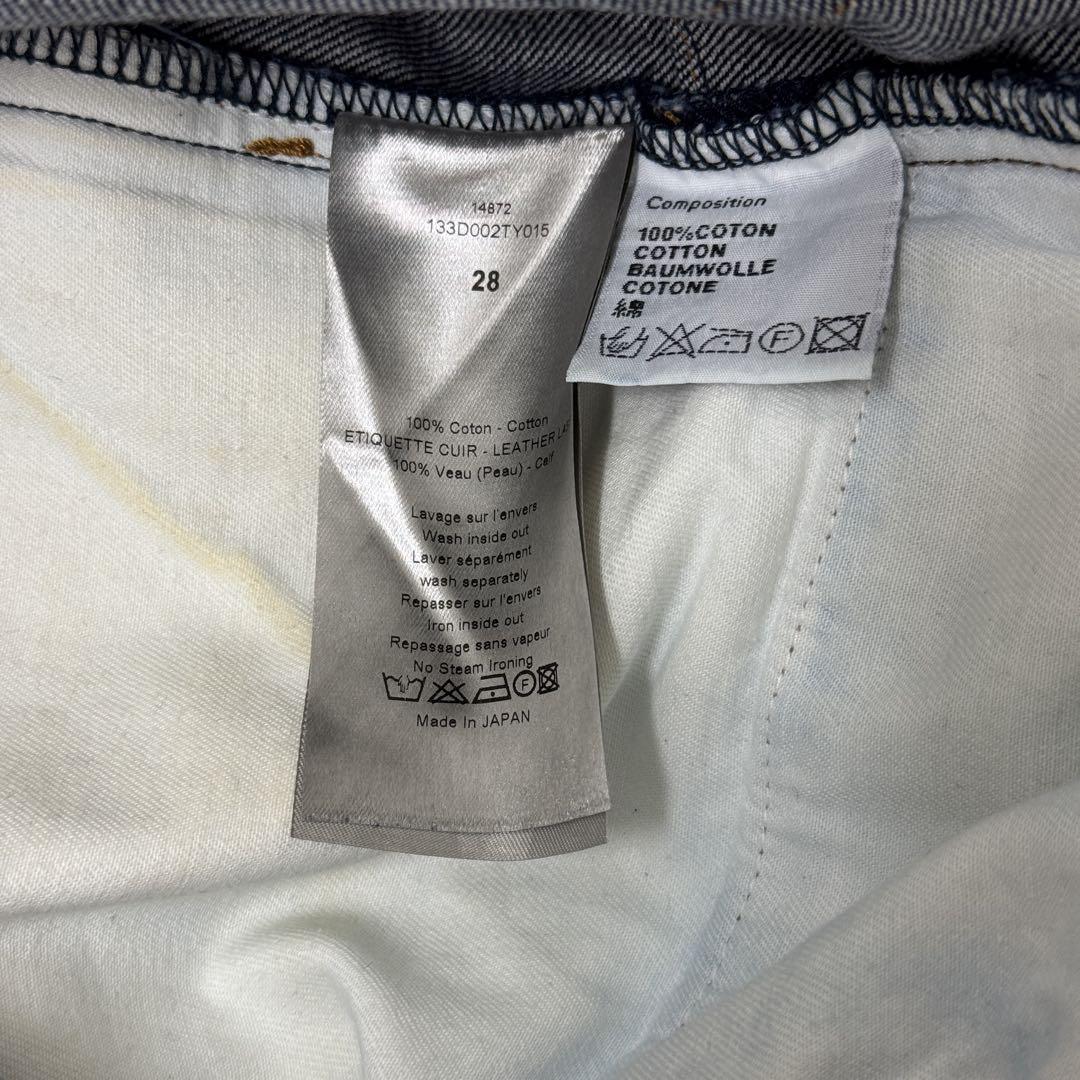 14872
133D002TY015
28
100% Coton - Cotton
ETIQUETTE CUIR - LEATHER
100% Veau (Peau) - Calf
Lavage sur l'envers
Wash inside out
Laver séparément
wash separately
Repasser sur l'envers
Iron inside out
Repassage sans vapeur
No Steam Ironing
F
Made In JAPAN
Composition
100%COTON
COTTON
BAUMWOLLE
COTONE
綿
F